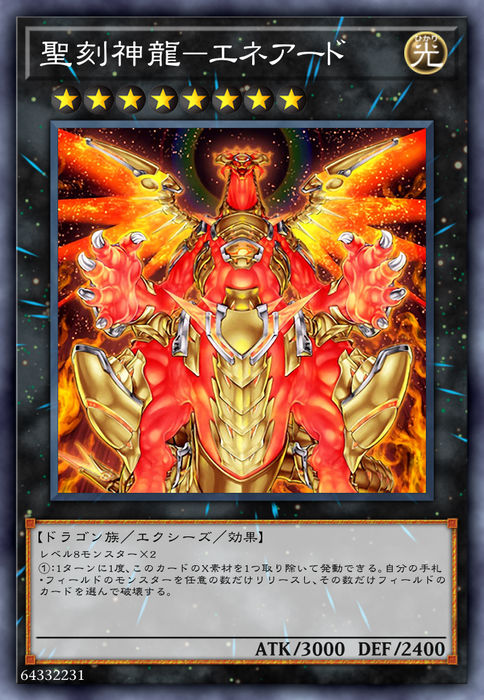 聖刻神龍－エネアード
ひかり
光
【ドラゴン族／エクシーズ／効果】
レベル8モンスター×2
①：1ターンに1度、このカードのX素材を1つ取り除いて発動できる。自分の手札
・フィールドのモンスターを任意の数だけリリースし、その数だけフィールドの
カードを選んで破壊する。
ATK/3000 DEF/2400
64332231